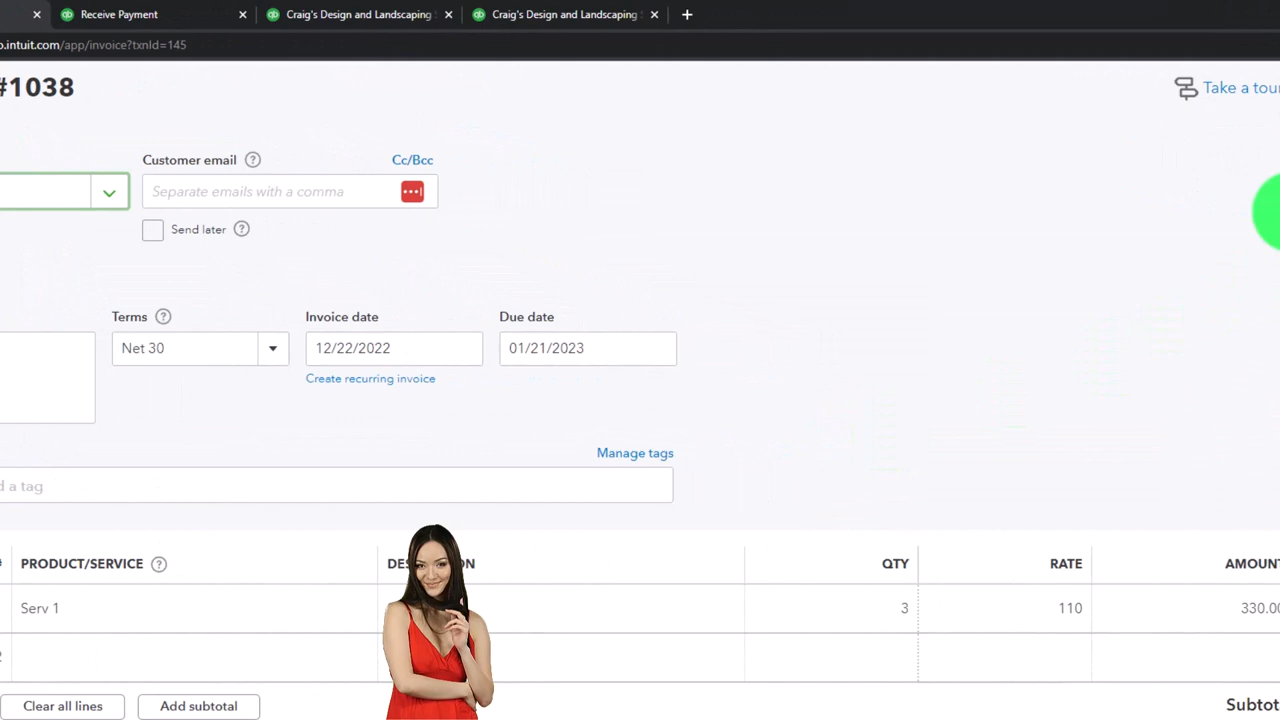 Receive Payment
Craig's Design and Landscaping
Craig's Design and Landscaping
o.intuit.com/app/invoice?txnId=145
#1038
Take a tour
Customer email
Cc/Bcc
Separate emails with a comma
Send later
Terms
Invoice date
Due date
Net 30
12/22/2022
01/21/2023
Create recurring invoice
Manage tags
d a tag
PRODUCT/SERVICE
DES ON
QTY
RATE
AMOUNT
Serv 1
3
110
330.00
2
Clear all lines
Add subtotal
Subtot